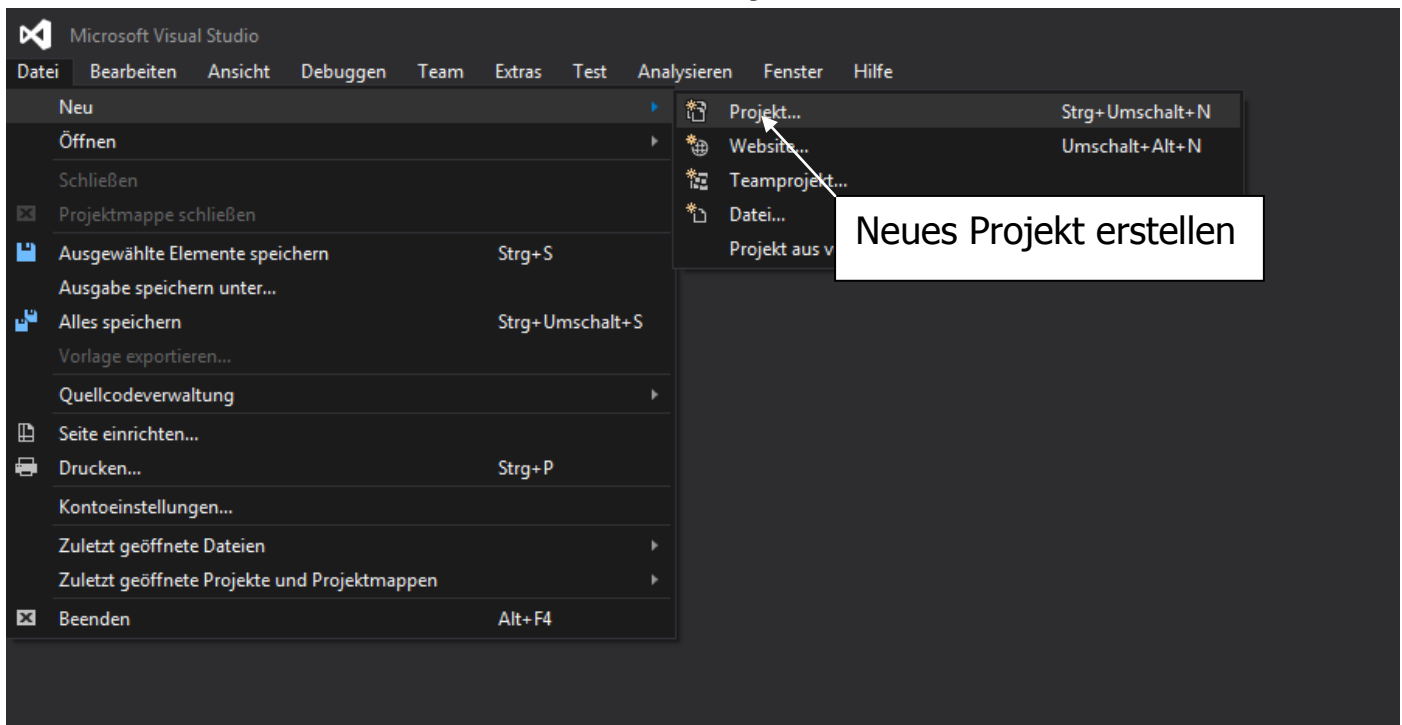 Microsoft Visual Studio
Datei Bearbeiten Ansicht Debuggen Team Extras Test Analysieren Fenster Hilfe
Neu
Öffnen
Schließen
Projektmappe schließen
Ausgewählte Elemente speichern Strg+S
Ausgabe speichern unter...
Alles speichern Strg+Umschalt+S
Vorlage exportieren...
Quellcodeverwaltung
Seite einrichten...
Drucken... Strg+P
Kontoeinstellungen...
Zuletzt geöffnete Dateien
Zuletzt geöffnete Projekte und Projektmappen
Beenden Alt+F4
Projekt... Strg+Umschalt+N
Website... Umschalt+Alt+N
Teamprojekt...
Datei...
Projekt aus v
Neues Projekt erstellen